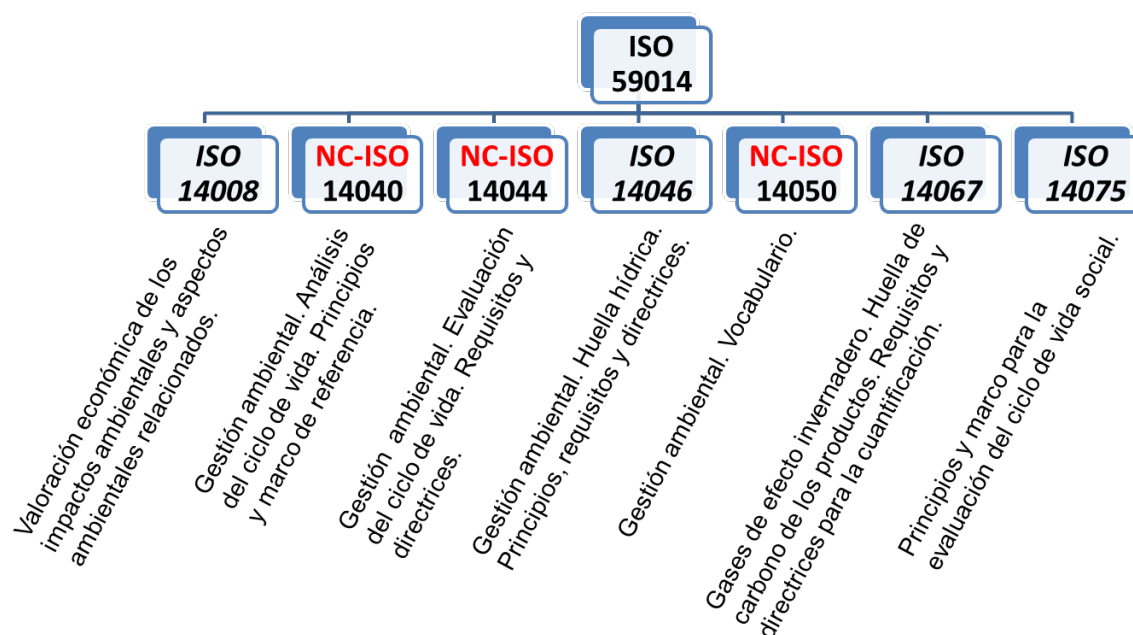 ISO
59014
ISO
14008
NC-ISO
14040
NC-ISO
14044
ISO
14046
NC-ISO
14050
ISO
14067
ISO
14075
Valoración económica de los
impactos ambientales y aspectos
ambientales relacionados.
Gestión ambiental. Análisis
del ciclo de vida. Principios
y marco de referencia.
Gestión ambiental. Evaluación
del ciclo de vida. Requisitos y
directrices.
Gestión ambiental. Huella hídrica.
Principios, requisitos y directrices.
Gestión ambiental. Vocabulario.
Gases de efecto invernadero. Huella de
carbono de los productos. Requisitos y
directrices para la cuantificación.
Principios y marco para la
evaluación del ciclo de vida social.